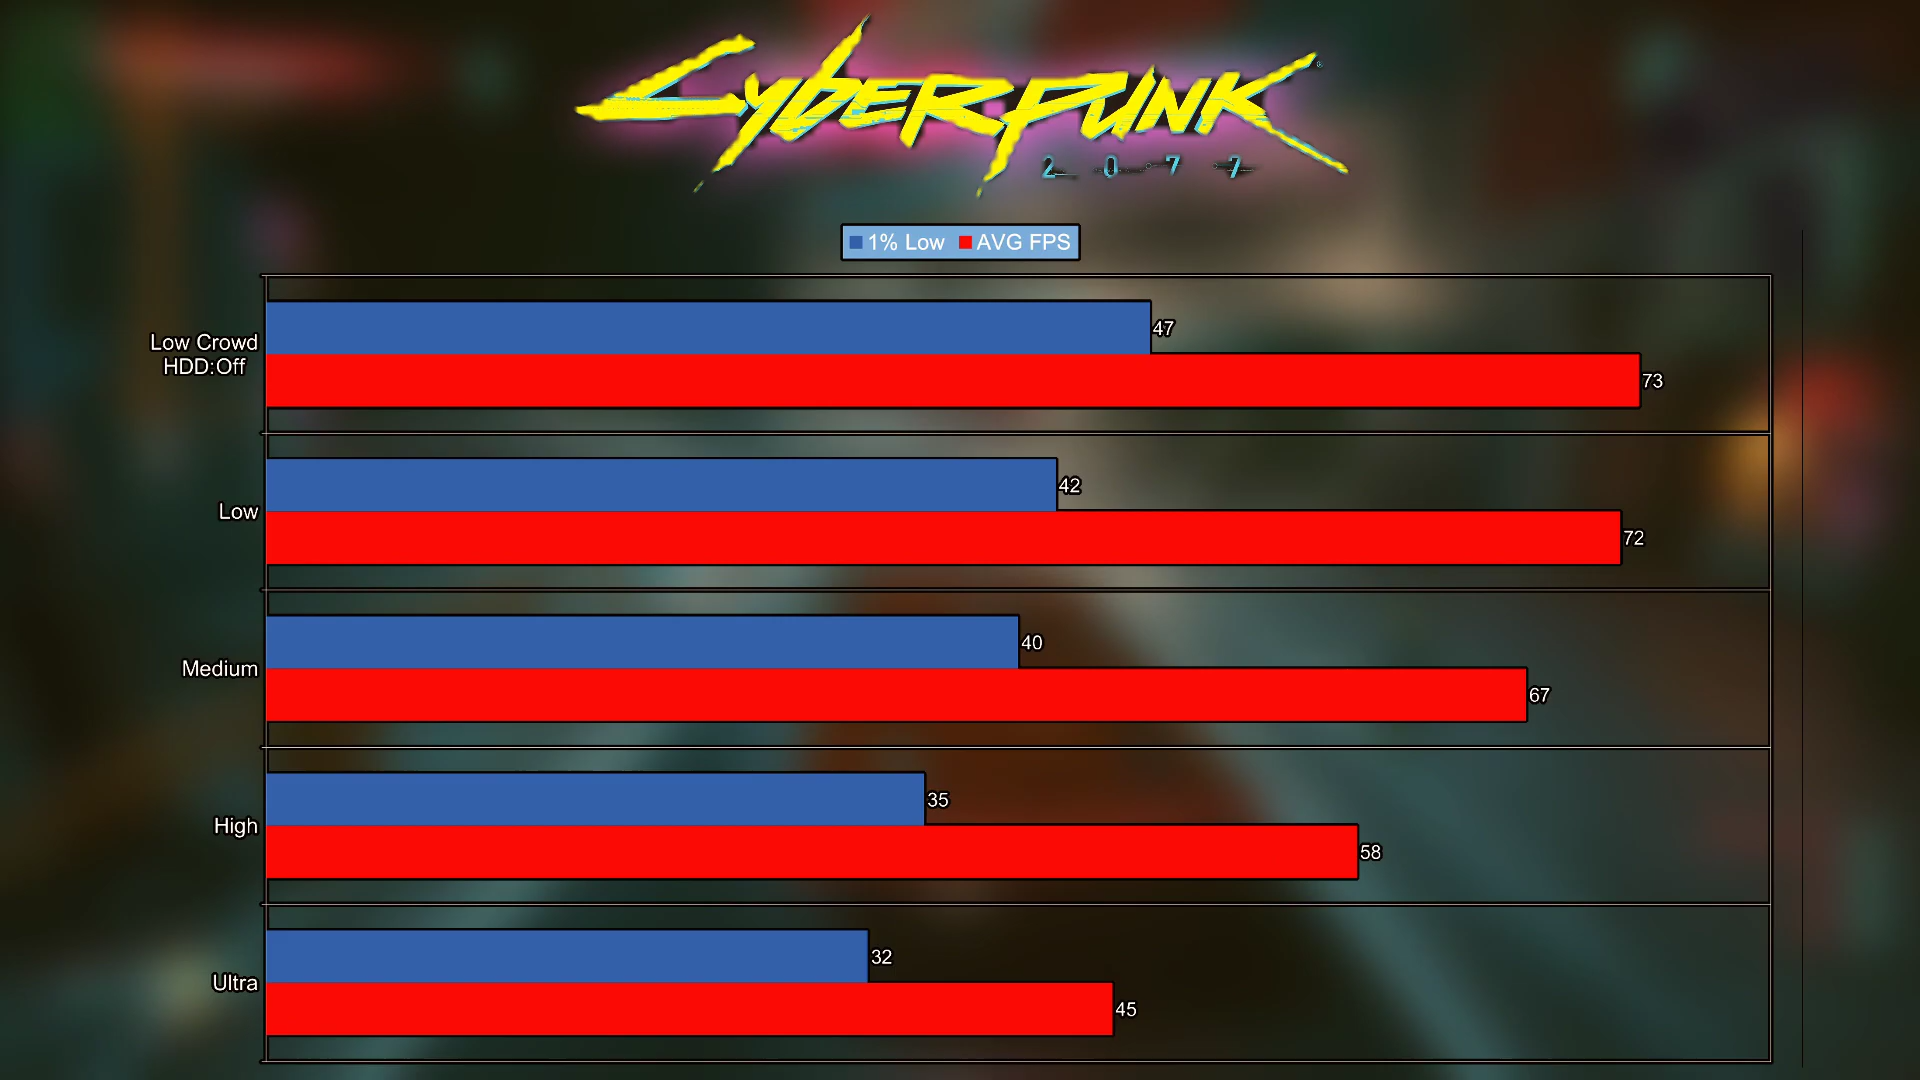 Cyberpunk
2077
1% Low AVG FPS
Low Crowd
HDD:Off
47
73
Low
42
72
Medium
40
67
High
35
58
Ultra
32
45